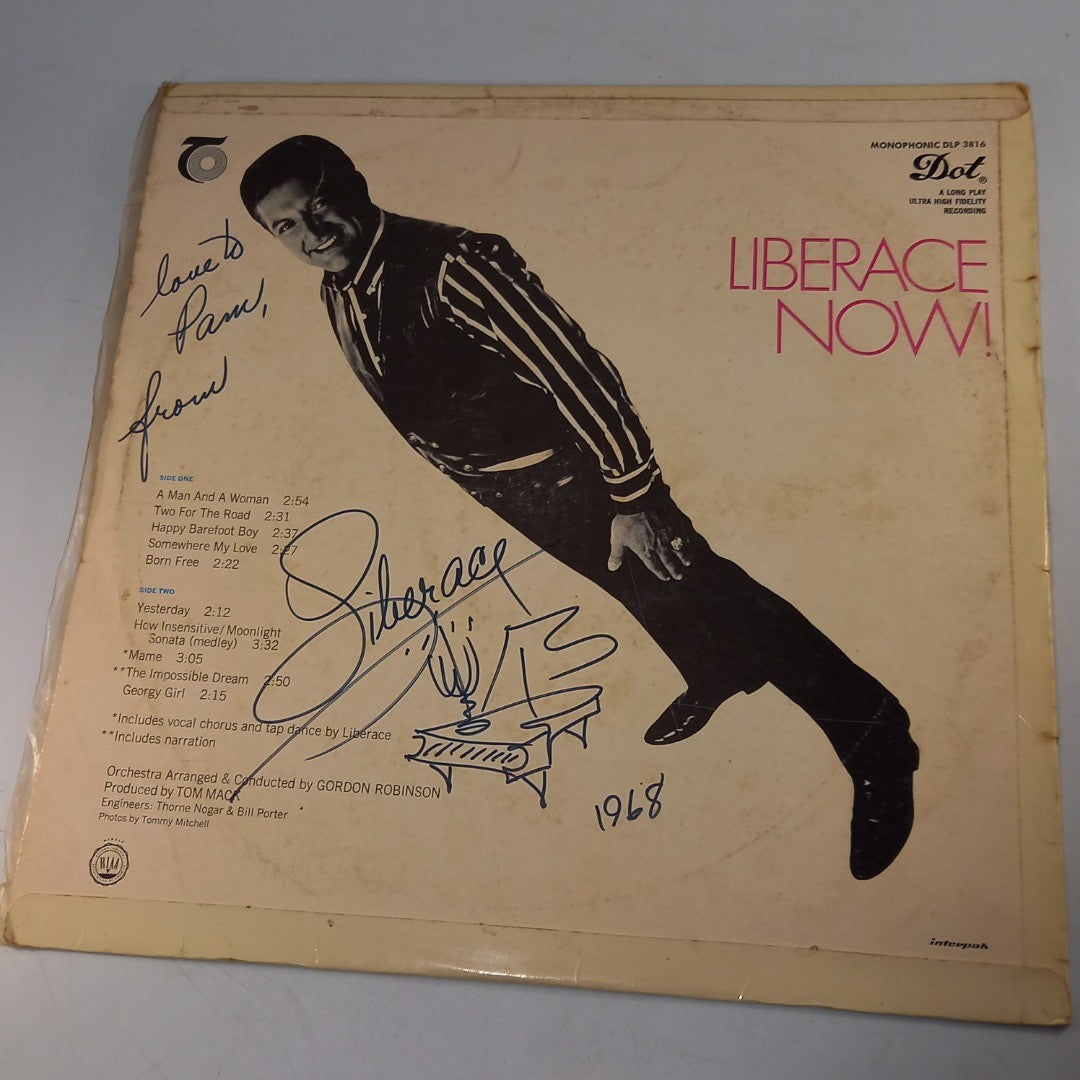 MONOPHONIC DLP 3816
Dot®
A LONG PLAY
ULTRA HIGH FIDELITY
RECORDING
LIBERACE
NOW!
love to
Pam,
from
SIDE ONE
A Man And A Woman 2:54
Two For The Road 2:31
Happy Barefoot Boy 2:37
Somewhere My Love 2:27
Born Free 2:22
SIDE TWO
Yesterday 2:12
How Insensitive/Moonlight
Sonata (medley) 3:32
*Mame 3:05
**The Impossible Dream 2:50
Georgy Girl 2:15
*Includes vocal chorus and tap dance by Liberace
**Includes narration
Liberace
1968
Orchestra Arranged & Conducted by GORDON ROBINSON
Produced by TOM MACK
Engineers: Thorne Nogar & Bill Porter
Photos by Tommy Mitchell
RIAA
interpak